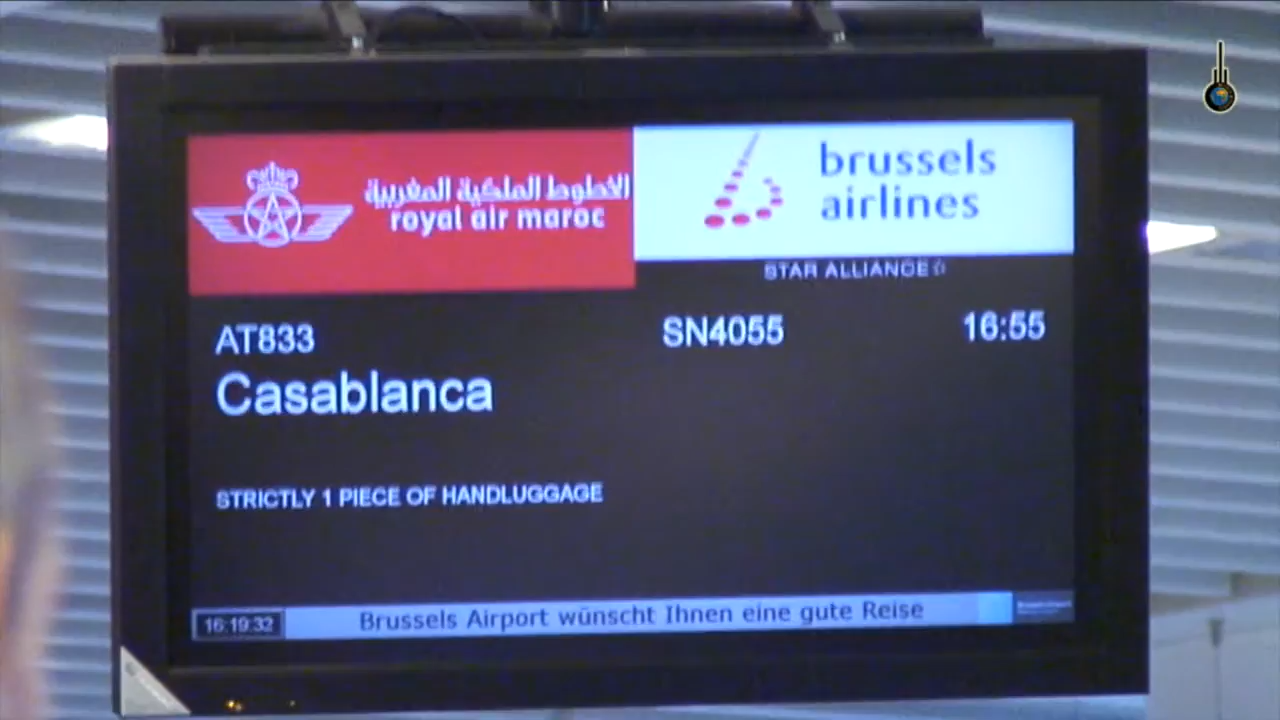 الخطوط الملكية المغربية
royal air maroc
brussels
airlines
STAR ALLIANCE
AT833
SN4055
16:55
Casablanca
STRICTLY 1 PIECE OF HANDLUGGAGE
16:19:32
Brussels Airport wünscht Ihnen eine gute Reise